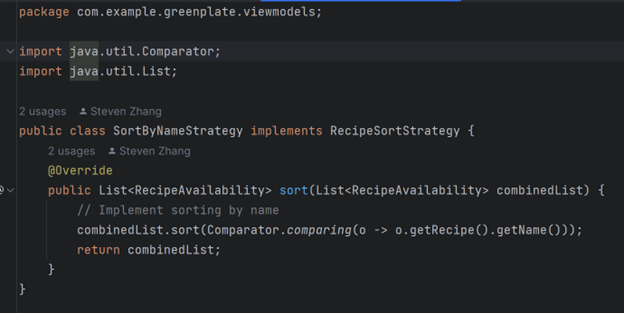 package com.example.greenplate.viewmodels;
import java.util.Comparator;
import java.util.List;
2 usages Steven Zhang
public class SortByNameStrategy implements RecipeSortStrategy {
2 usages Steven Zhang
@Override
public List<RecipeAvailability> sort(List<RecipeAvailability> combinedList) {
// Implement sorting by name
combinedList.sort(Comparator.comparing(o -> o.getRecipe().getName()));
return combinedList;
}
}